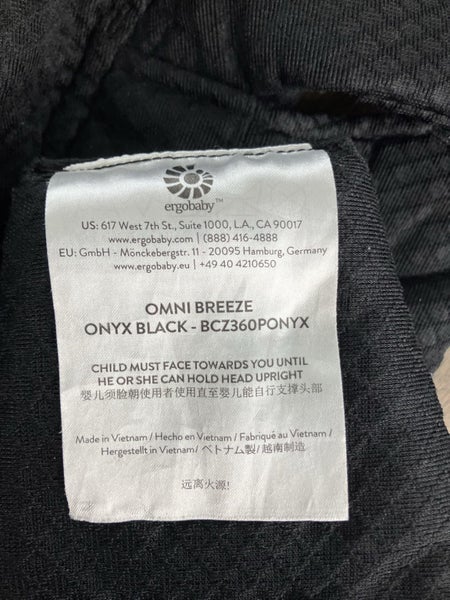 ergobaby™
US: 617 West 7th St., Suite 1000, L.A., CA 90017
www.ergobaby.com | (888) 416-4888
EU: GmbH - Mönckebergstr. 11 - 20095 Hamburg, Germany
www.ergobaby.eu | +49 40 4210650
OMNI BREEZE
ONYX BLACK - BCZ360PONYX
CHILD MUST FACE TOWARDS YOU UNTIL
HE OR SHE CAN HOLD HEAD UPRIGHT
婴儿须脸朝使用者使用直至婴儿能自行支撑头部
Made in Vietnam / Hecho en Vietnam / Fabriqué au Vietnam /
Hergestellt in Vietnam / ベトナム製 / 越南制造
远离火源!